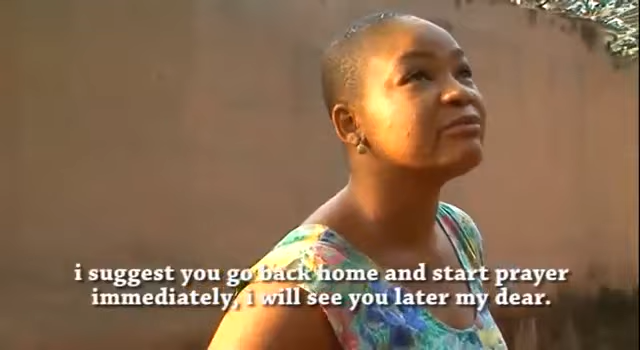 i suggest you go back home and start prayer
immediately, i will see you later my dear.